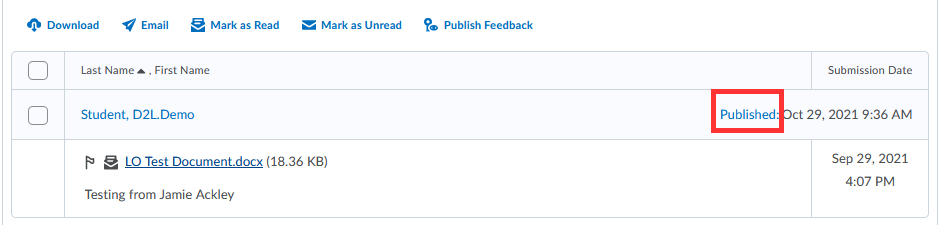 Download Email Mark as Read Mark as Unread Publish Feedback
Last Name , First Name Submission Date
Student, D2L.Demo Published: Oct 29, 2021 9:36 AM
LO Test Document.docx (18.36 KB) Sep 29, 2021
4:07 PM
Testing from Jamie Ackley